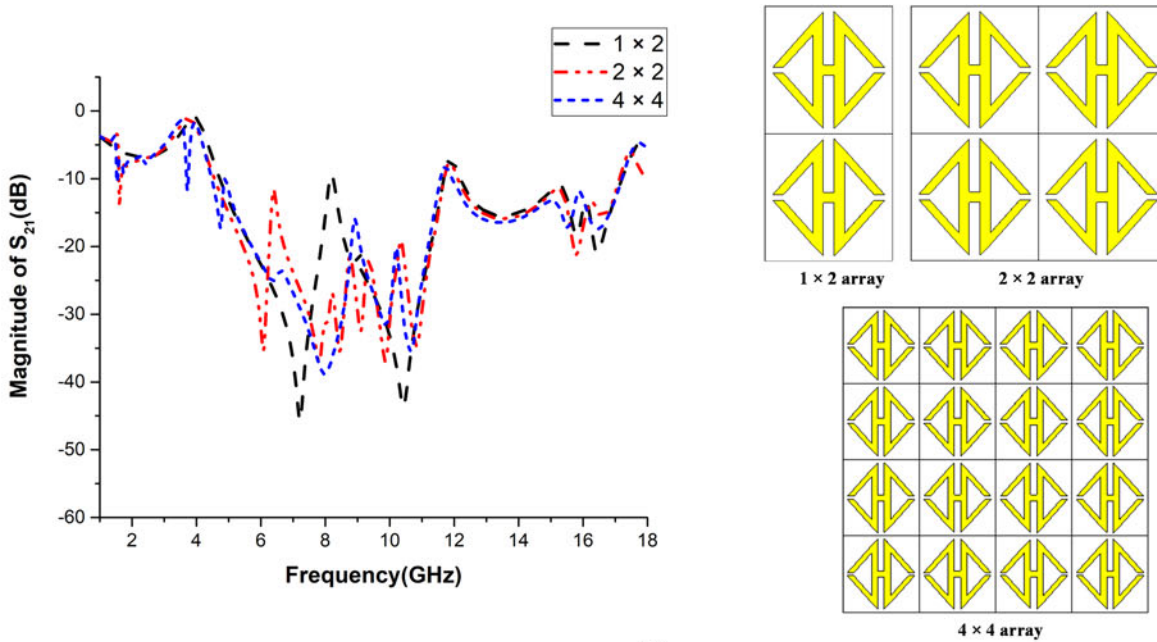 1 × 2
2 × 2
4 × 4
0
-10
-20
-30
-40
-50
-60
Magnitude of S21(dB)
2 4 6 8 10 12 14 16 18
Frequency(GHz)
1 × 2 array 2 × 2 array
4 × 4 array